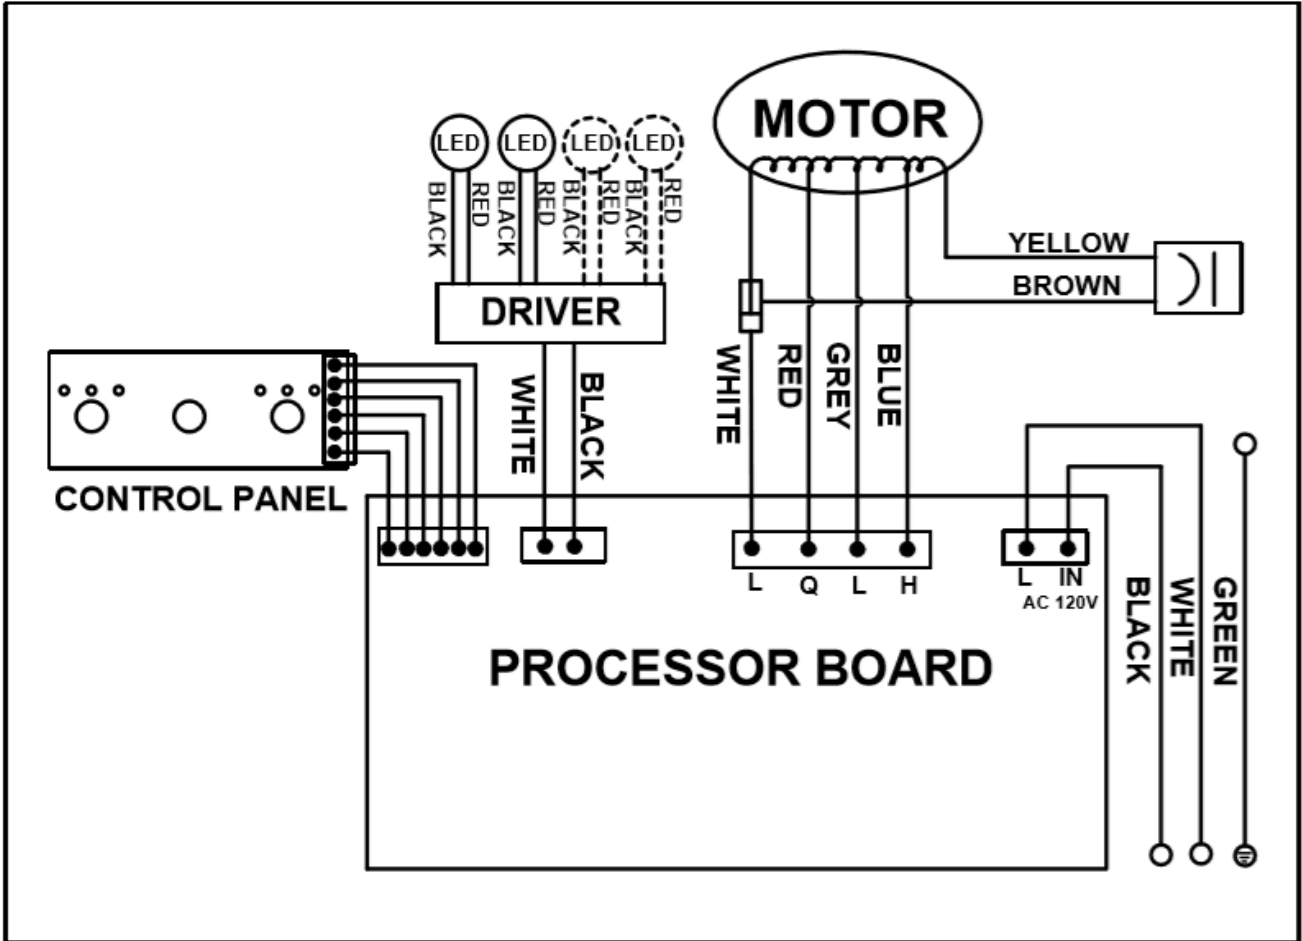 MOTOR
LED LED LED LED
BLACK RED BLACK RED BLACK RED BLACK RED
YELLOW
BROWN
DRIVER
WHITE BLACK
WHITE RED GREY BLUE
CONTROL PANEL
L Q L H
L IN
AC 120V
BLACK WHITE GREEN
PROCESSOR BOARD